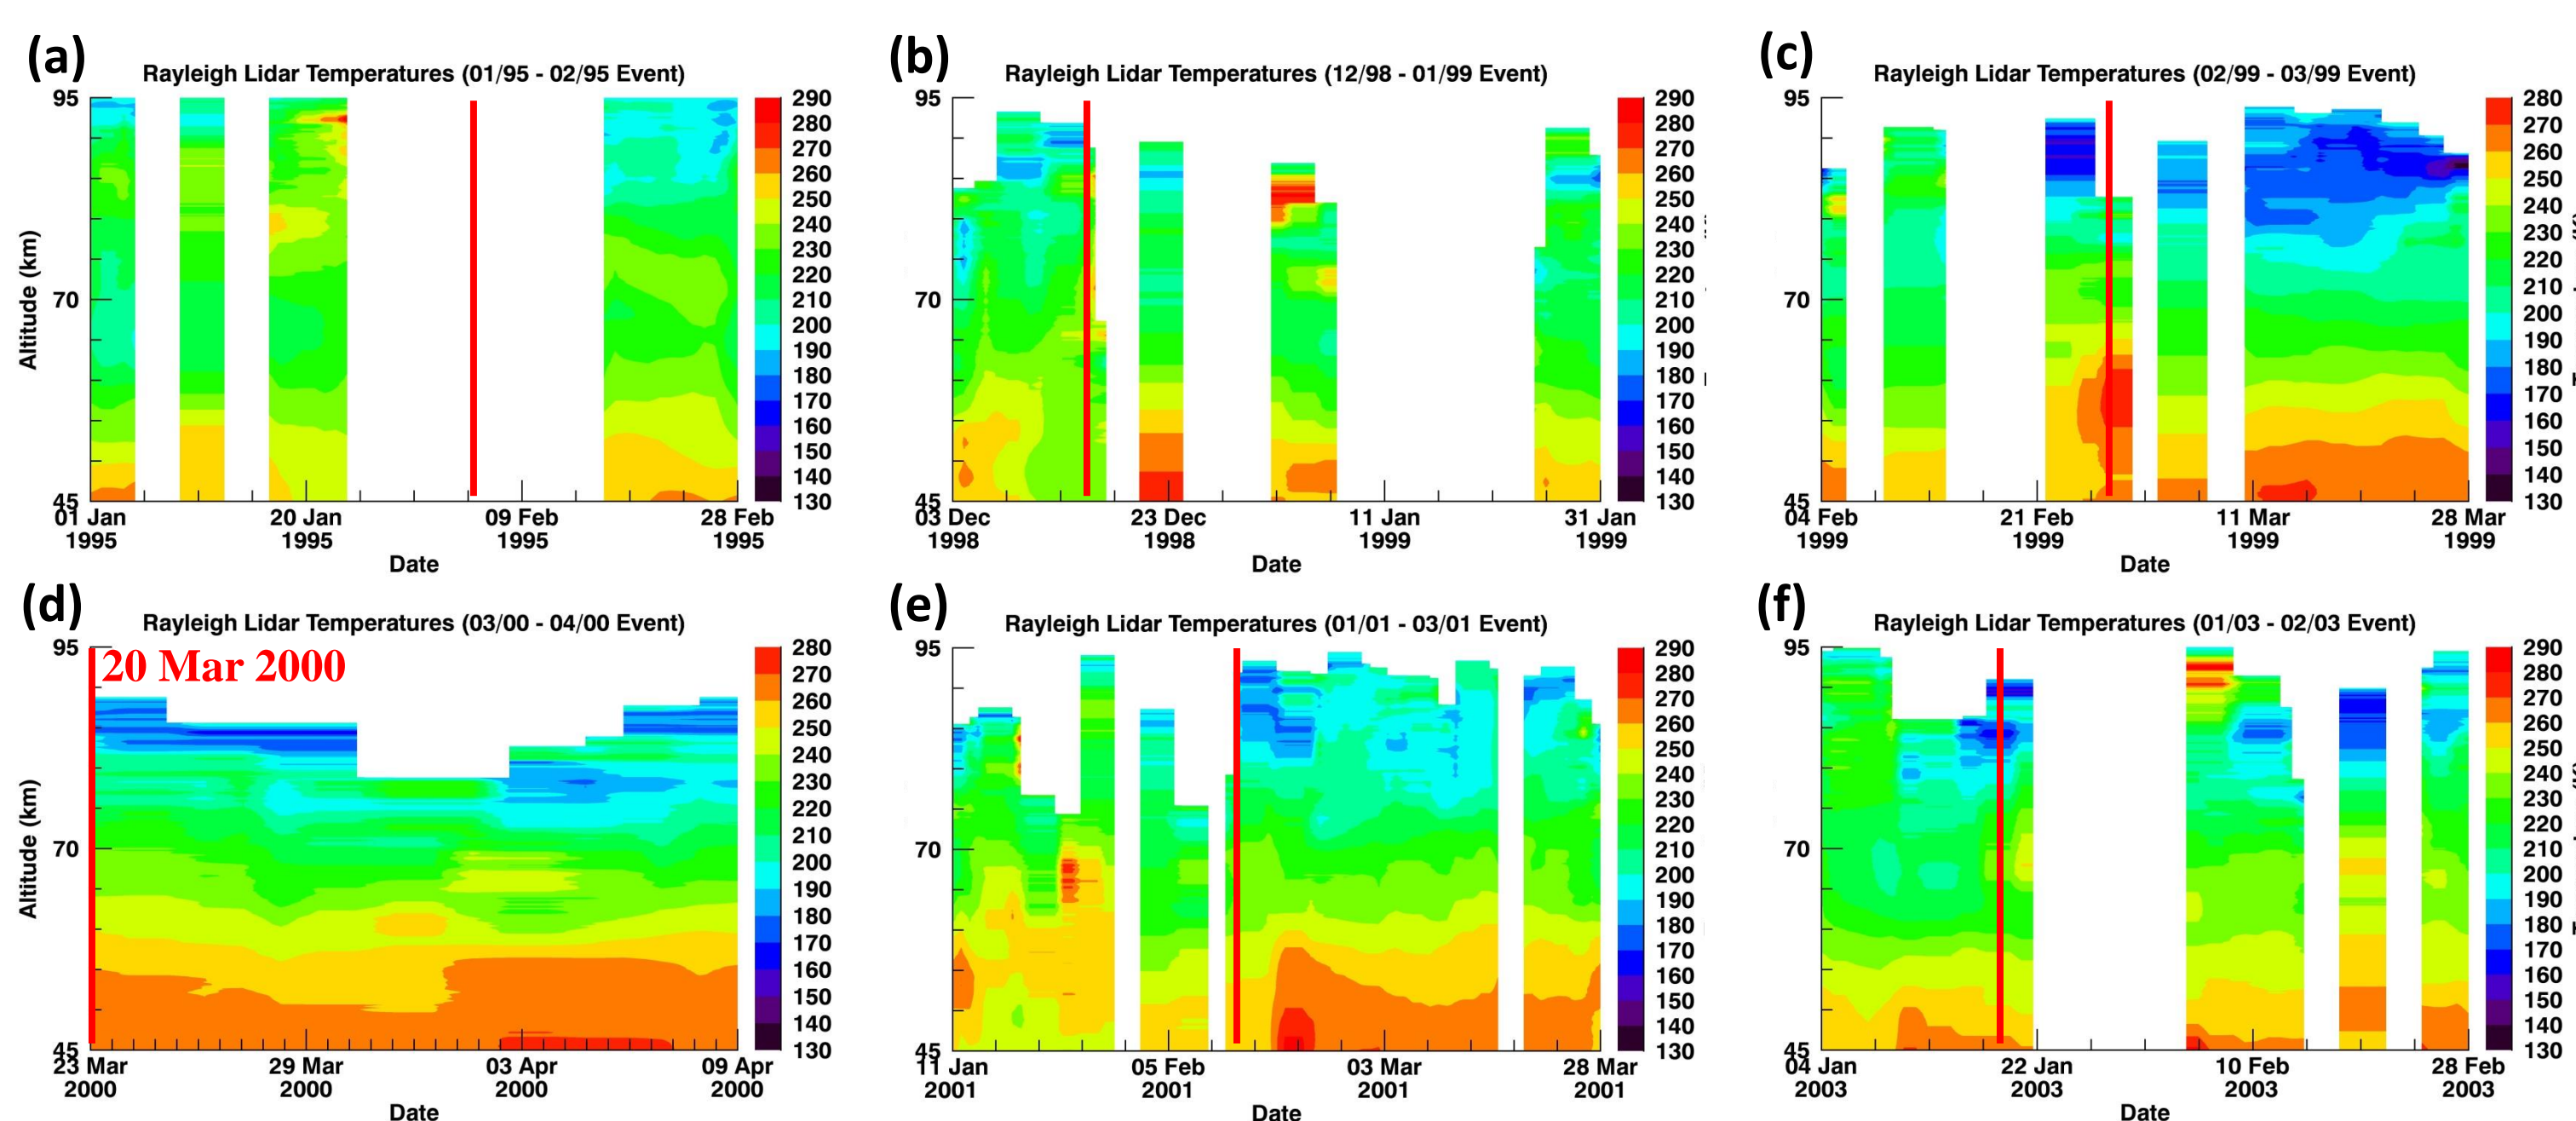 (a)
Rayleigh Lidar Temperatures (01/95 - 02/95 Event)
95
70
45
Altitude (km)
01 Jan 1995
20 Jan 1995
09 Feb 1995
28 Feb 1995
Date
290
280
270
260
250
240
230
220
210
200
190
180
170
160
150
140
130
(b)
Rayleigh Lidar Temperatures (12/98 - 01/99 Event)
95
70
45
03 Dec 1998
23 Dec 1998
11 Jan 1999
31 Jan 1999
Date
290
280
270
260
250
240
230
220
210
200
190
180
170
160
150
140
130
(c)
Rayleigh Lidar Temperatures (02/99 - 03/99 Event)
95
70
45
04 Feb 1999
21 Feb 1999
11 Mar 1999
28 Mar 1999
Date
280
270
260
250
240
230
220
210
200
190
180
170
160
150
140
130
(d)
Rayleigh Lidar Temperatures (03/00 - 04/00 Event)
20 Mar 2000
95
70
45
Altitude (km)
23 Mar 2000
29 Mar 2000
03 Apr 2000
09 Apr 2000
Date
280
270
260
250
240
230
220
210
200
190
180
170
160
150
140
130
(e)
Rayleigh Lidar Temperatures (01/01 - 03/01 Event)
95
70
45
11 Jan 2001
05 Feb 2001
03 Mar 2001
28 Mar 2001
Date
290
280
270
260
250
240
230
220
210
200
190
180
170
160
150
140
130
(f)
Rayleigh Lidar Temperatures (01/03 - 02/03 Event)
95
70
45
04 Jan 2003
22 Jan 2003
10 Feb 2003
28 Feb 2003
Date
290
280
270
260
250
240
230
220
210
200
190
180
170
160
150
140
130